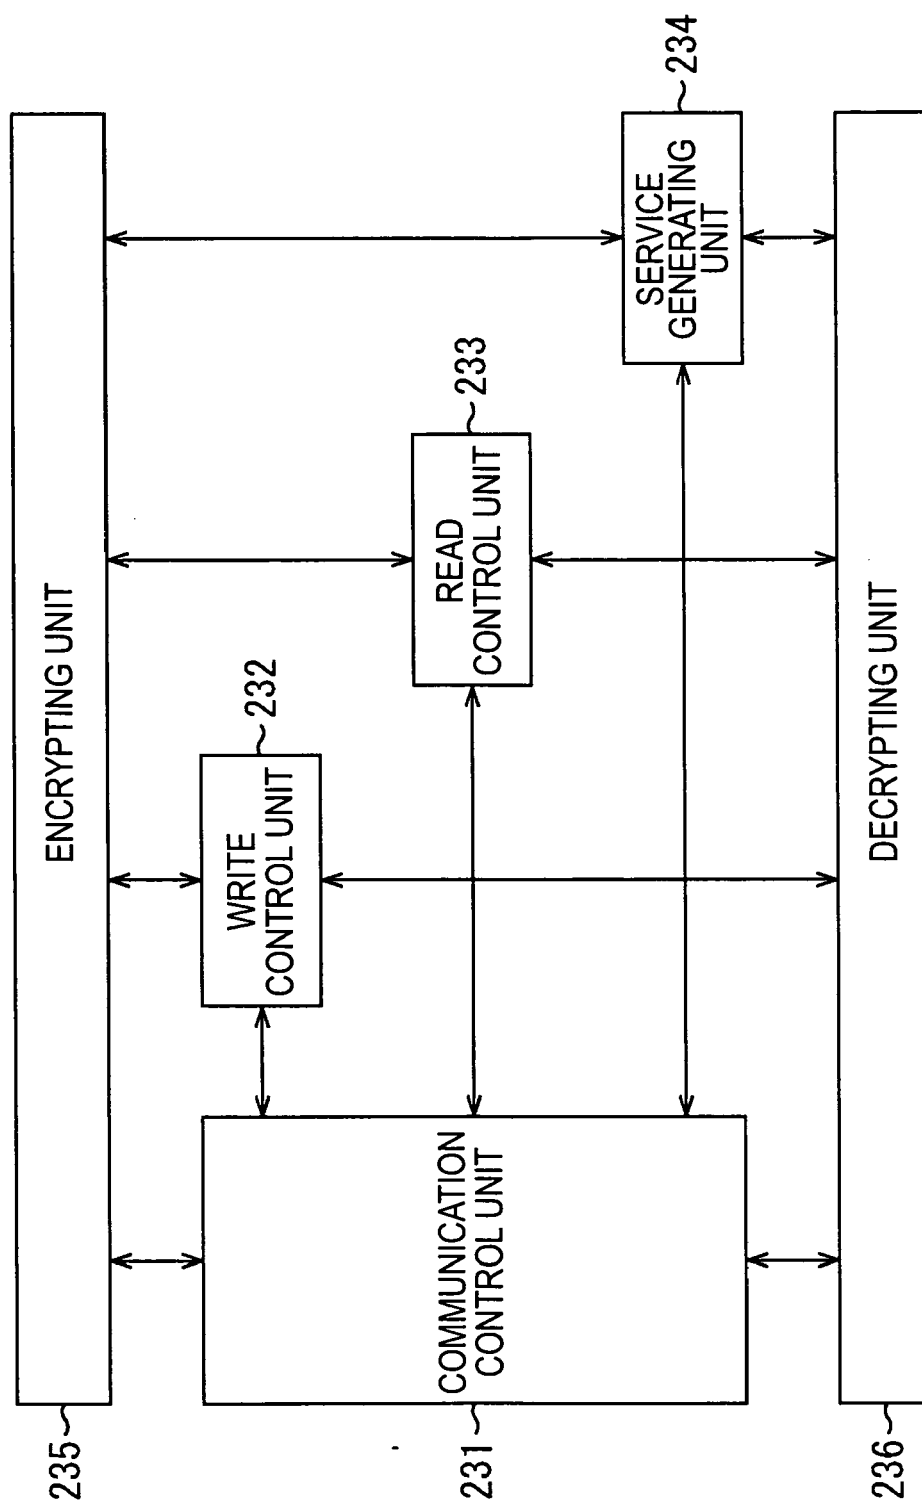 235
ENCRYPTING UNIT
WRITE
CONTROL UNIT
232
231
COMMUNICATION
CONTROL UNIT
READ
CONTROL UNIT
233
SERVICE
GENERATING
UNIT
234
236
DECRYPTING UNIT